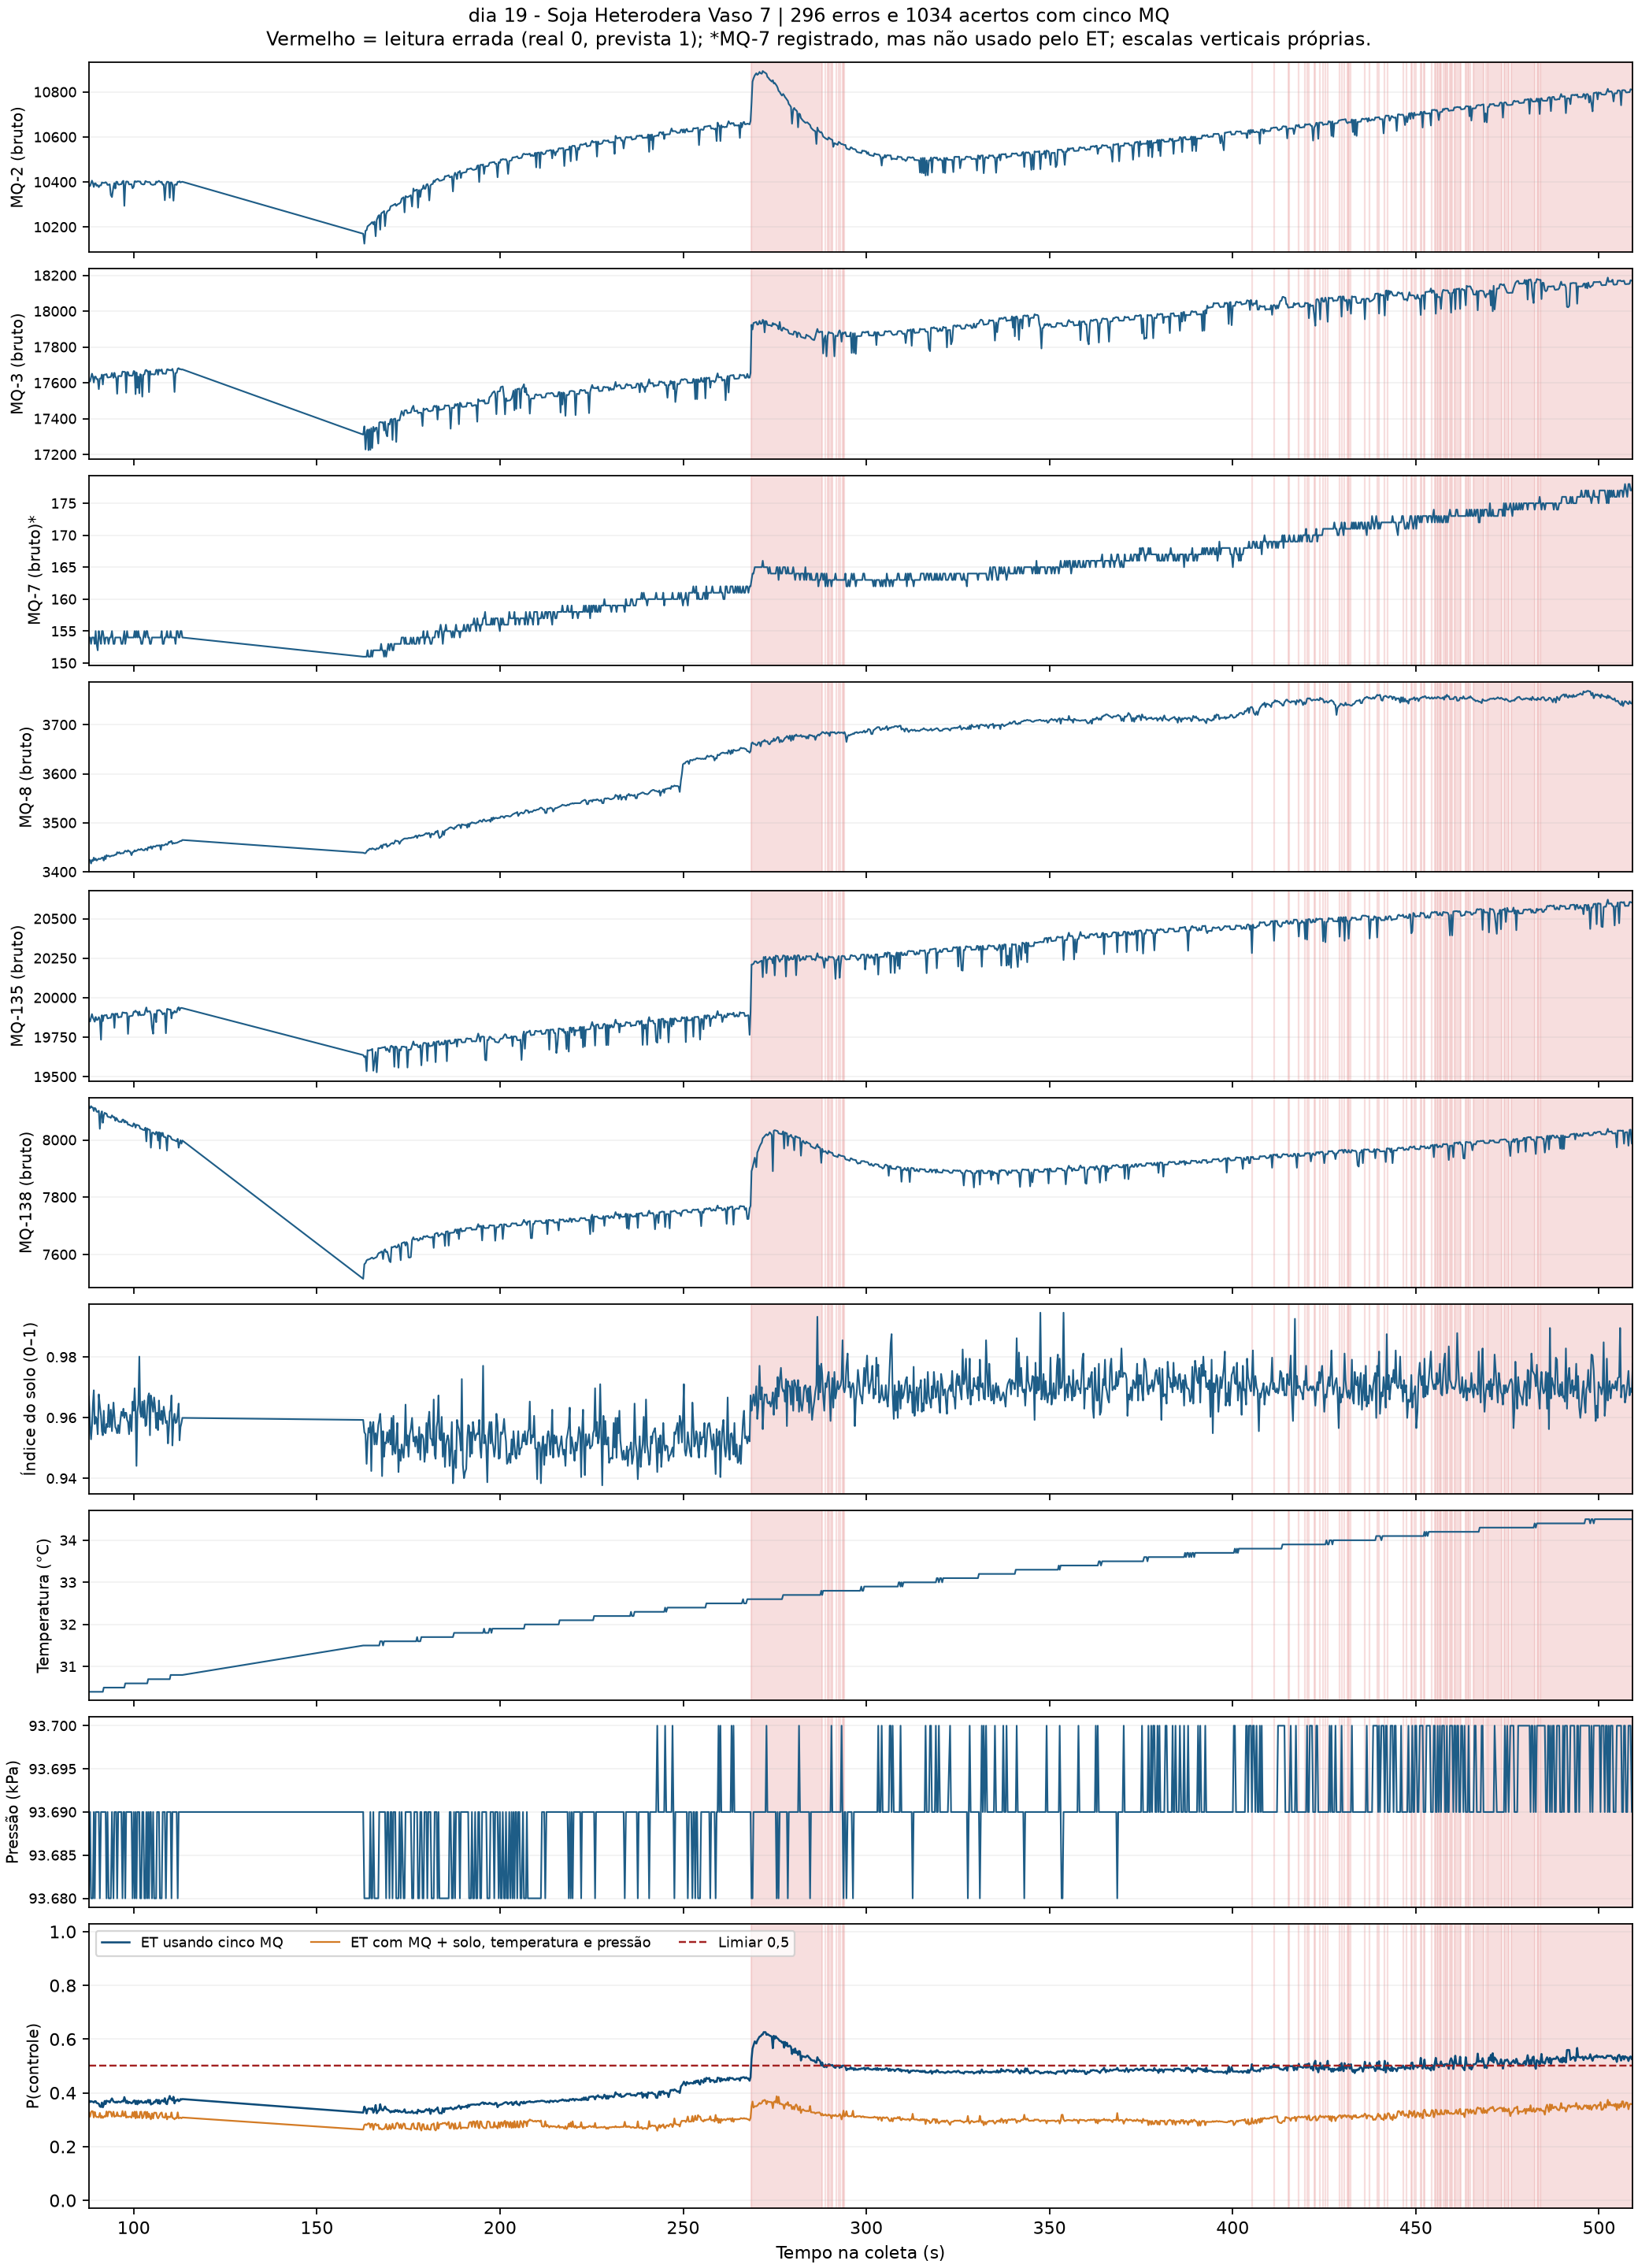 dia 19 - Soja Heterodera Vaso 7 | 296 erros e 1034 acertos com cinco MQ
Vermelho = leitura errada (real 0, prevista 1); *MQ-7 registrado, mas não usado pelo ET; escalas verticais próprias.
MQ-2 (bruto)
10800
10600
10400
10200
MQ-3 (bruto)
18200
18000
17800
17600
17400
17200
MQ-7 (bruto)*
175
170
165
160
155
150
MQ-8 (bruto)
3700
3600
3500
3400
MQ-135 (bruto)
20500
20250
20000
19750
19500
MQ-138 (bruto)
8000
7800
7600
Índice do solo (0–1)
0.98
0.96
0.94
Temperatura (°C)
34
33
32
31
Pressão (kPa)
93.700
93.695
93.690
93.685
93.680
P(controle)
1.0
0.8
0.6
0.4
0.2
0.0
ET usando cinco MQ
ET com MQ + solo, temperatura e pressão
Limiar 0,5
100 150 200 250 300 350 400 450 500
Tempo na coleta (s)